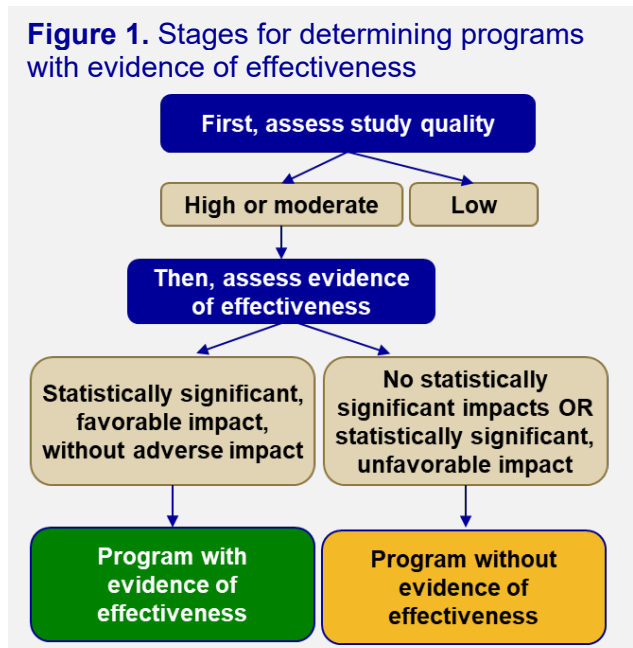 Figure 1. Stages for determining programs
with evidence of effectiveness
First, assess study quality
High or moderate
Low
Then, assess evidence
of effectiveness
Statistically significant,
favorable impact,
without adverse impact
No statistically
significant impacts OR
statistically significant,
unfavorable impact
Program with
evidence of
effectiveness
Program without
evidence of
effectiveness